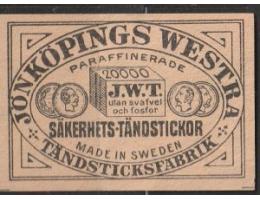 JÖNKÖPINGS WESTRA
PARAFFINERADE
20000
J.W.T.
utan svafvel
och fosfor
SÄKERHETS-TÄNDSTICKOR
MADE IN SWEDEN
TÄNDSTICKSFABRIK